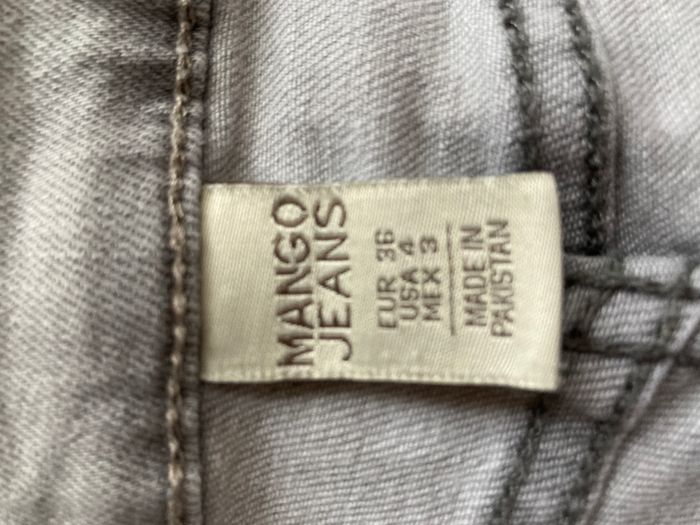 MANGO
JEANS
EUR 36
USA 4
MEX 3
MADE IN
PAKISTAN